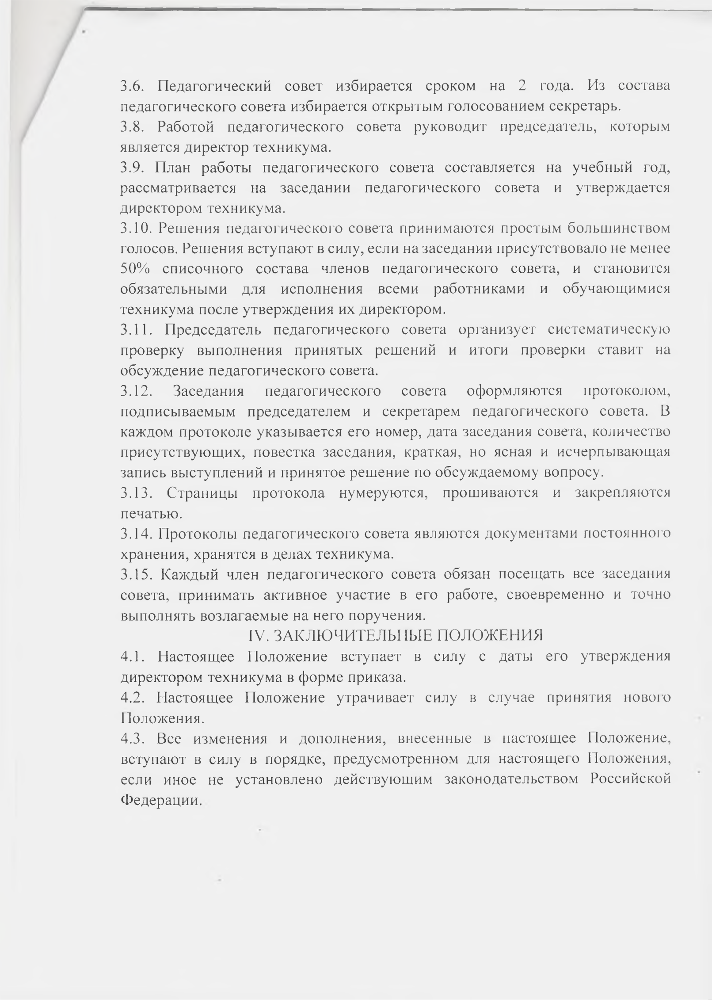 3.6. Педагогический совет избирается сроком на 2 года. Из состава
педагогического совета избирается открытым голосованием секретарь.
3.8. Работой педагогического совета руководит председатель, которым
является директор техникума.
3.9. План работы педагогического совета составляется на учебный год,
рассматривается на заседании педагогического совета и утверждается
директором техникума.
3.10. Решения педагогического совета принимаются простым большинством
голосов. Решения вступают в силу, если на заседании присутствовало не менее
50% списочного состава членов педагогического совета, и становится
обязательными для исполнения всеми работниками и обучающимися
техникума после утверждения их директором.
3.11. Председатель педагогического совета организует систематическую
проверку выполнения принятых решений и итоги проверки ставит на
обсуждение педагогического совета.
3.12. Заседания педагогического совета оформляются протоколом,
подписываемым председателем и секретарем педагогического совета. В
каждом протоколе указывается его номер, дата заседания совета, количество
присутствующих, повестка заседания, краткая, но ясная и исчерпывающая
запись выступлений и принятое решение по обсуждаемому вопросу.
3.13. Страницы протокола нумеруются, прошиваются и закрепляются
печатью.
3.14. Протоколы педагогического совета являются документами постоянного
хранения, хранятся в делах техникума.
3.15. Каждый член педагогического совета обязан посещать все заседания
совета, принимать активное участие в его работе, своевременно и точно
выполнять возлагаемые на него поручения.
IV. ЗАКЛЮЧИТЕЛЬНЫЕ ПОЛОЖЕНИЯ
4.1. Настоящее Положение вступает в силу с даты его утверждения
директором техникума в форме приказа.
4.2. Настоящее Положение утрачивает силу в случае принятия нового
Положения.
4.3. Все изменения и дополнения, внесенные в настоящее Положение,
вступают в силу в порядке, предусмотренном для настоящего Положения,
если иное не установлено действующим законодательством Российской
Федерации.